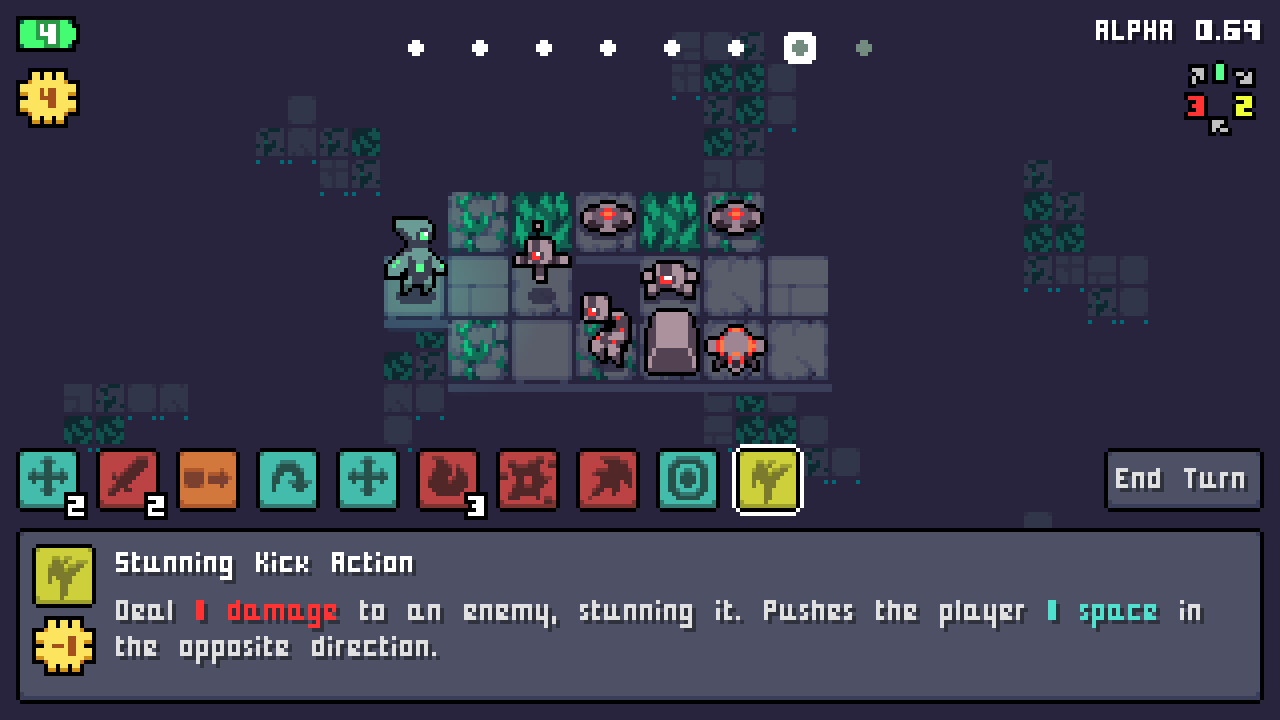 4
ALPHA 0.69
4
3 2
2 2 3
End Turn
Stunning Kick Action
Deal 1 damage to an enemy, stunning it. Pushes the player 1 space in
-1
the opposite direction.